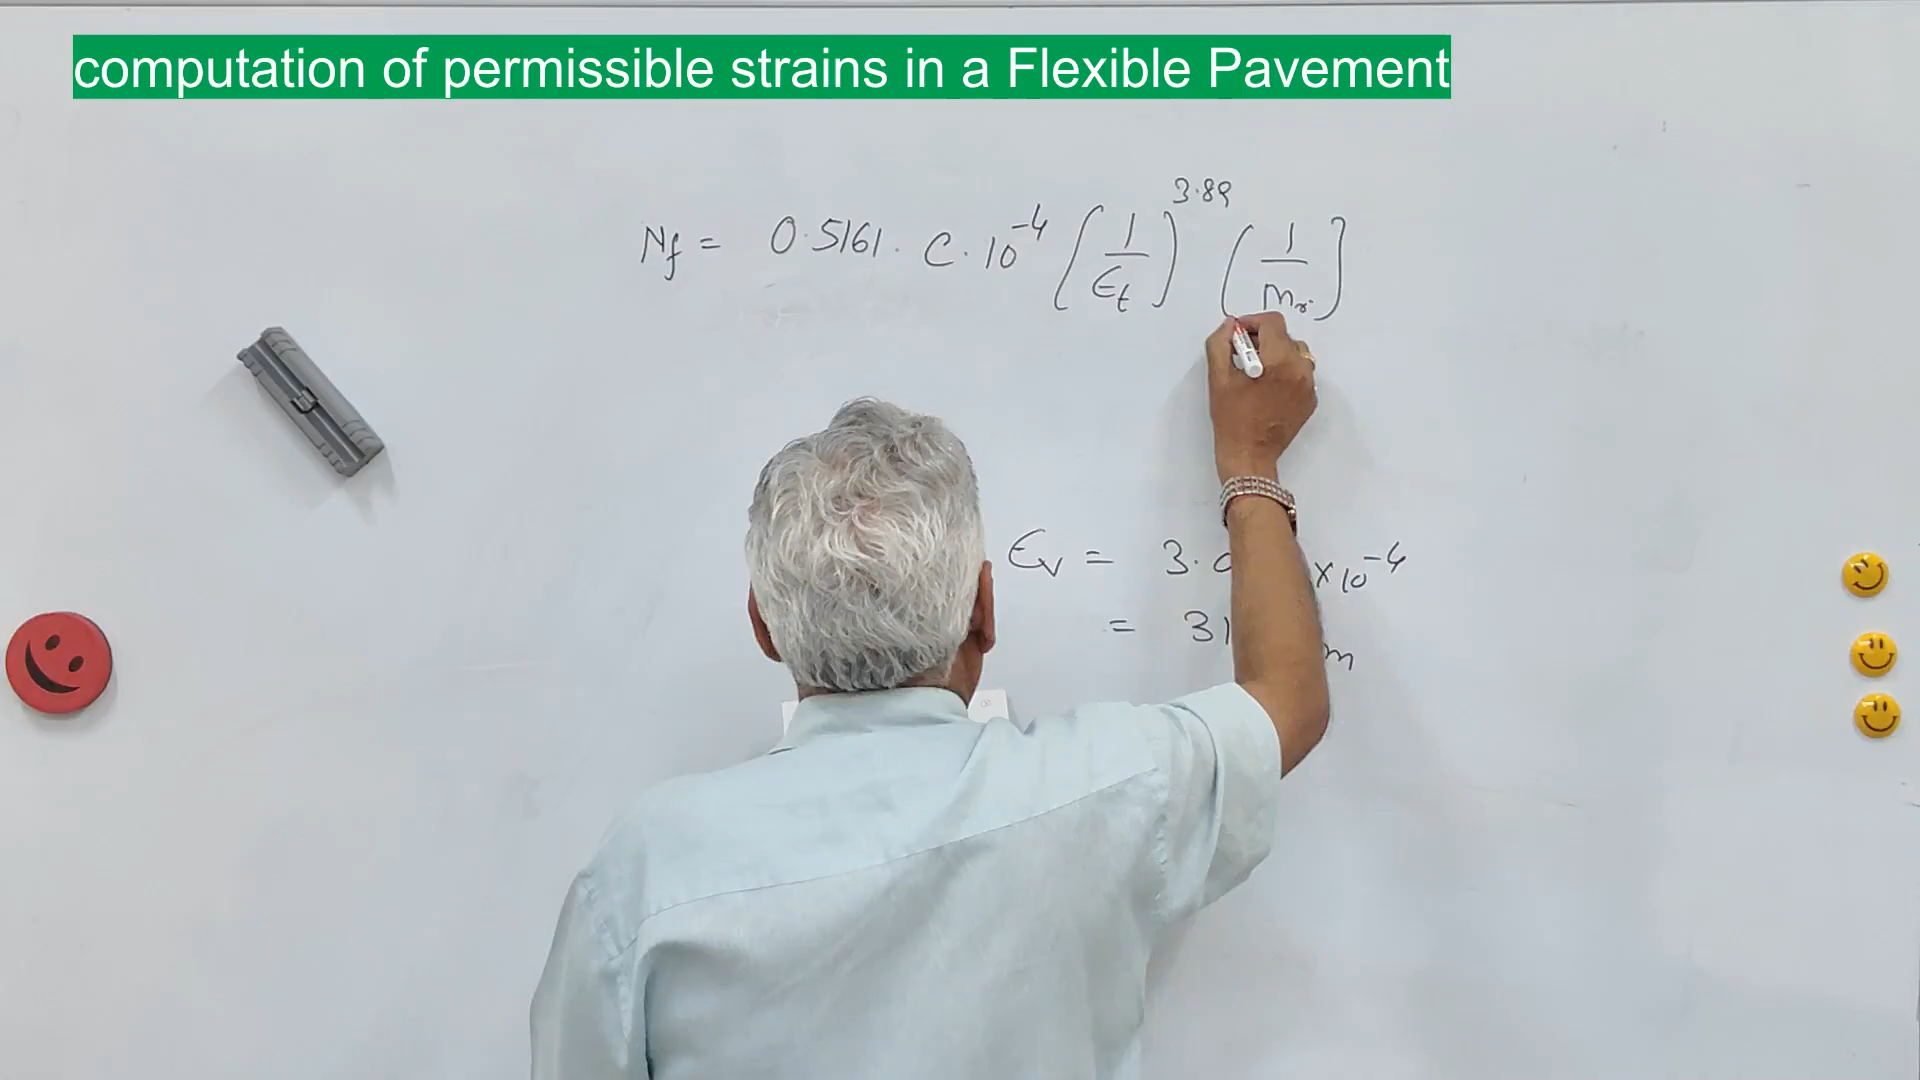 computation of permissible strains in a Flexible Pavement
Nf = 0.5161 . C . 10^-4 (1/ϵt)^3.89 (1/mr)
ϵv = 3. x10^-4
= 31